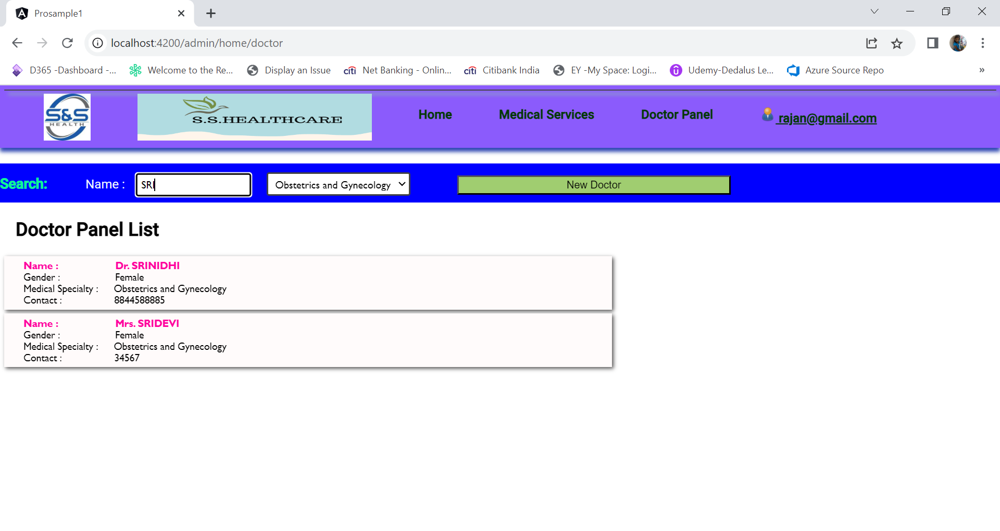 Prosample1
localhost:4200/admin/home/doctor
D365 -Dashboard -... Welcome to the Re... Display an Issue citi Net Banking - Onlin... citi Citibank India EY -My Space: Logi... Udemy-Dedalus Le... Azure Source Repo »
S&S HEALTH
S.S.HEALTHCARE
Home Medical Services Doctor Panel rajan@gmail.com
Search: Name : SRI Obstetrics and Gynecology New Doctor
Doctor Panel List
Name : Dr. SRINIDHI
Gender : Female
Medical Specialty : Obstetrics and Gynecology
Contact : 8844588885
Name : Mrs. SRIDEVI
Gender : Female
Medical Specialty : Obstetrics and Gynecology
Contact : 34567